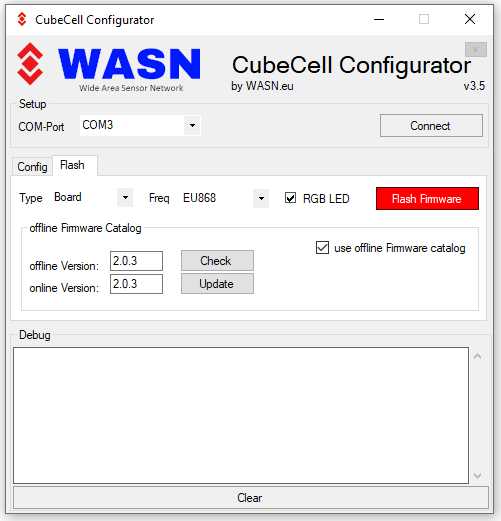 CubeCell Configurator
WASN
Wide Area Sensor Network
CubeCell Configurator
by WASN.eu
v3.5
Setup
COM-Port COM3 Connect
Config Flash
Type Board Freq EU868 RGB LED Flash Firmware
offline Firmware Catalog
use offline Firmware catalog
offline Version: 2.0.3 Check
online Version: 2.0.3 Update
Debug
Clear